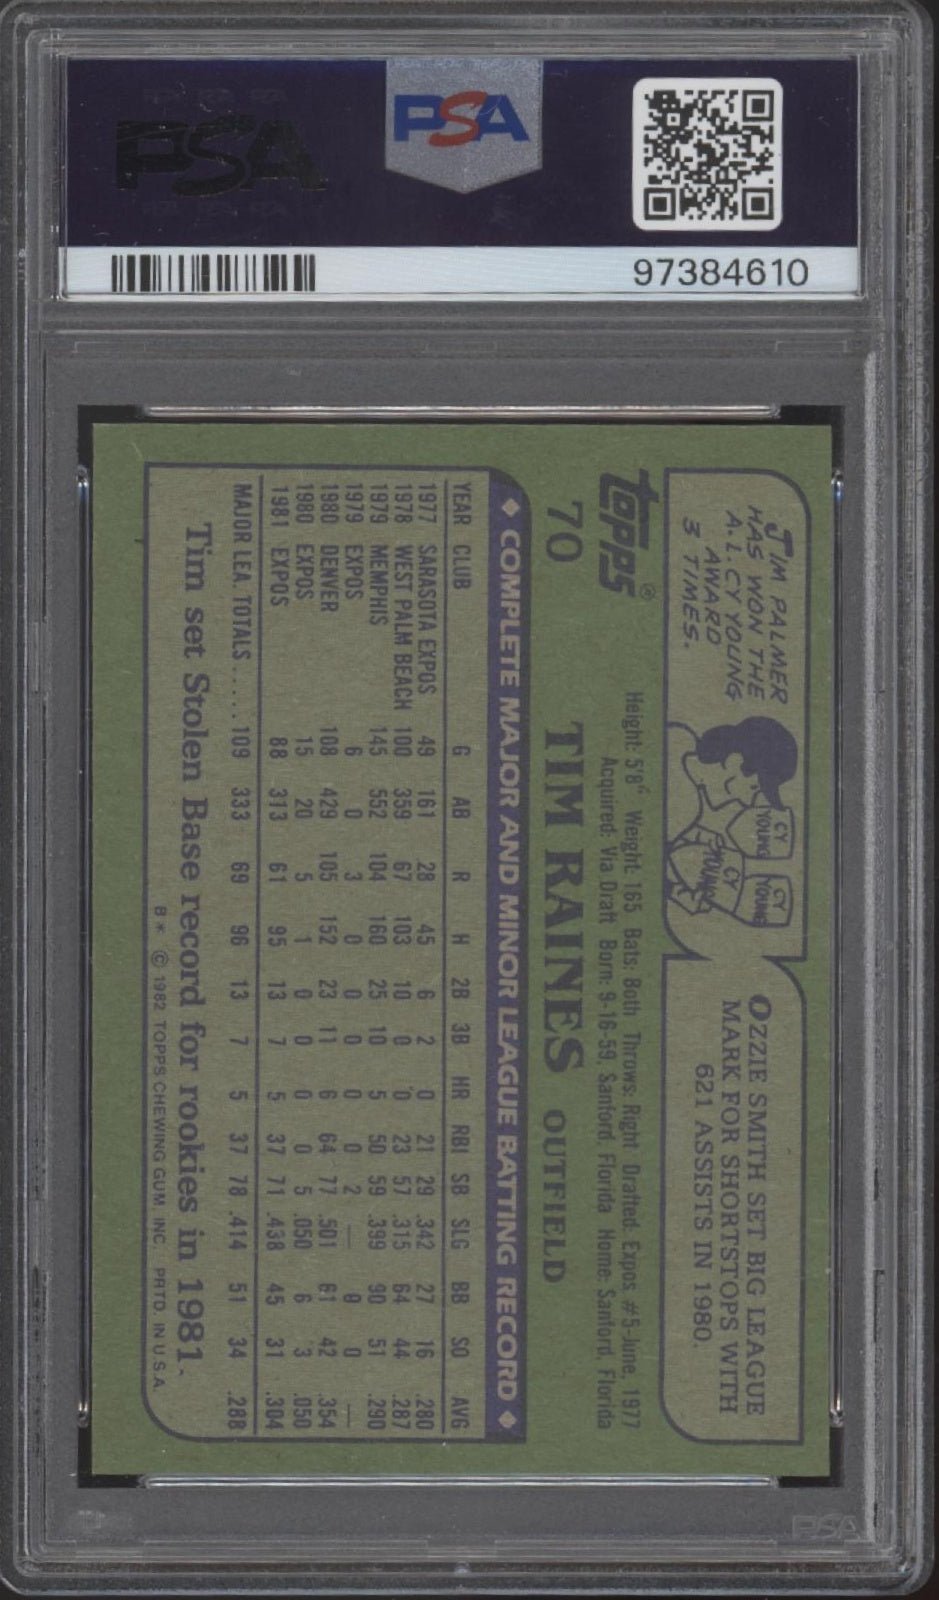 PSA
PSA
97384610
JIM PALMER
HAS WON THE
A.L. CY YOUNG
AWARD
3 TIMES.
CY
YOUNG
CY
YOUNG
CY
YOUNG
OZZIE SMITH SET BIG LEAGUE
MARK FOR SHORTSTOPS WITH
621 ASSISTS IN 1980.
topps®
70
TIM RAINES OUTFIELD
Height: 5'8" Weight: 165 Bats: Both Throws: Right Drafted: Expos #5-June, 1977
Acquired: Via Draft Born: 9-16-59, Sanford, Florida Home: Sanford, Florida
◆ COMPLETE MAJOR AND MINOR LEAGUE BATTING RECORD ◆
YEAR CLUB G AB R H 2B 3B HR RBI SB SLG BB SO AVG
1977 SARASOTA EXPOS 49 161 28 45 6 2 0 21 29 .342 27 16 .280
1978 WEST PALM BEACH 100 359 67 103 10 0 0 23 57 .315 64 44 .287
1979 MEMPHIS 145 552 104 160 25 10 5 50 59 .399 90 51 .290
1979 EXPOS 6 0 3 0 0 0 0 0 2 — 0 0 —
1980 DENVER 108 429 105 152 23 11 6 64 77 .501 61 42 .354
1980 EXPOS 15 20 5 1 0 0 0 0 5 .050 6 3 .050
1981 EXPOS 88 313 61 95 13 7 5 37 71 .438 45 31 .304
MAJOR LEA. TOTALS..... 109 333 69 96 13 7 5 37 78 .414 51 34 .288
Tim set Stolen Base record for rookies in 1981.
B* © 1982 TOPPS CHEWING GUM, INC. PRTD. IN U.S.A.
PSA